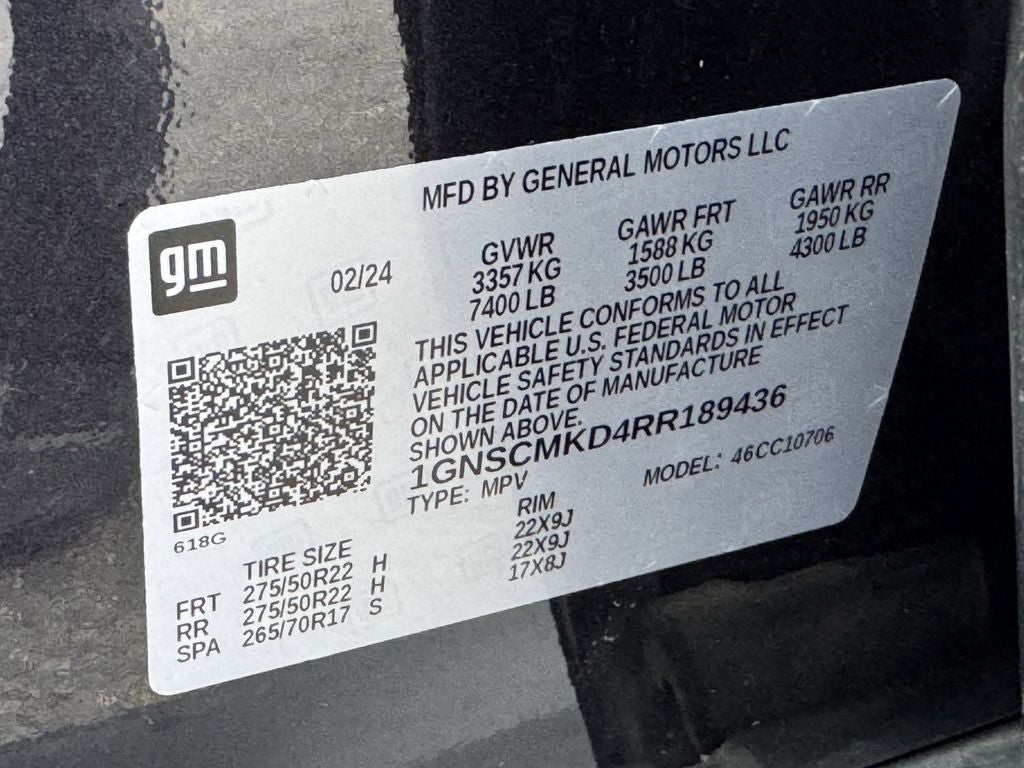 MFD BY GENERAL MOTORS LLC
gm
02/24
GVWR GAWR FRT GAWR RR
3357 KG 1588 KG 1950 KG
7400 LB 3500 LB 4300 LB
THIS VEHICLE CONFORMS TO ALL
APPLICABLE U.S. FEDERAL MOTOR
VEHICLE SAFETY STANDARDS IN EFFECT
ON THE DATE OF MANUFACTURE
SHOWN ABOVE.
1GNSCMKD4RR189436
TYPE: MPV MODEL: 46CC10706
618G
TIRE SIZE RIM
FRT 275/50R22 H 22X9J
RR 275/50R22 H 22X9J
SPA 265/70R17 S 17X8J